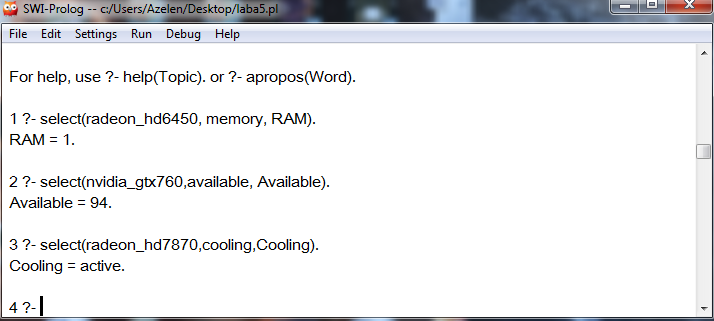 SWI-Prolog -- c:/Users/Azelen/Desktop/laba5.pl
File Edit Settings Run Debug Help
For help, use ?- help(Topic). or ?- apropos(Word).
1 ?- select(radeon_hd6450, memory, RAM).
RAM = 1.
2 ?- select(nvidia_gtx760,available, Available).
Available = 94.
3 ?- select(radeon_hd7870,cooling,Cooling).
Cooling = active.
4 ?-